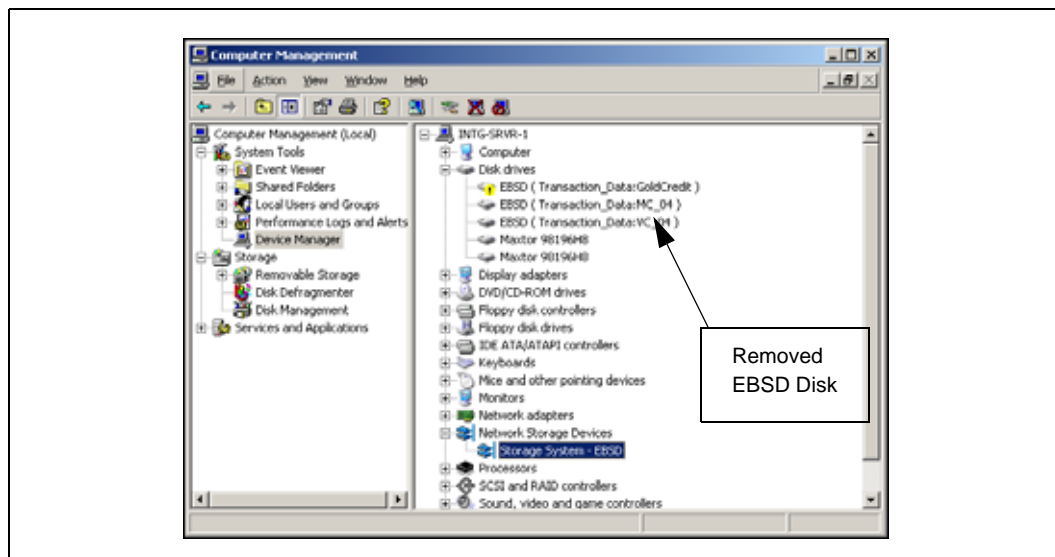 Computer Management
File Action View Window Help
Computer Management (Local)
System Tools
Event Viewer
Shared Folders
Local Users and Groups
Performance Logs and Alerts
Device Manager
Storage
Removable Storage
Disk Defragmenter
Disk Management
Services and Applications
INTG-SRVR-1
Computer
Disk drives
EBSD ( Transaction_Data:GoldCredit )
EBSD ( Transaction_Data:MC_04 )
EBSD ( Transaction_Data:VC_04 )
Maxtor 98196H8
Maxtor 98196H8
Display adapters
DVD/CD-ROM drives
Floppy disk controllers
Floppy disk drives
IDE ATA/ATAPI controllers
Keyboards
Mice and other pointing devices
Monitors
Network adapters
Network Storage Devices
Storage System - EBSD
Processors
SCSI and RAID controllers
Sound, video and game controllers
Removed
EBSD Disk